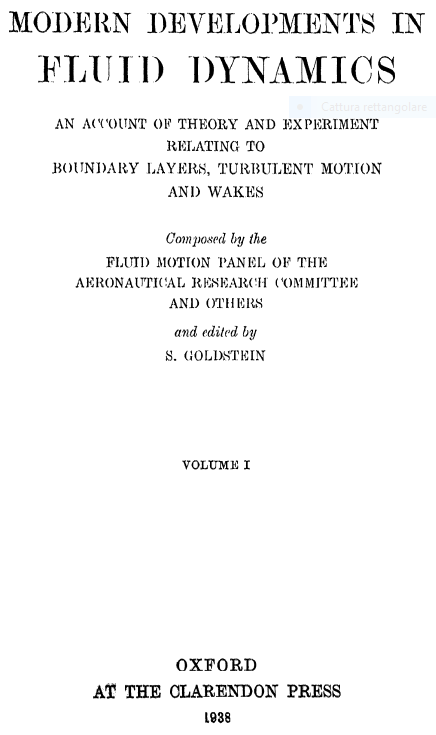 MODERN DEVELOPMENTS IN
FLUID DYNAMICS
Cattura rettangolare
AN ACCOUNT OF THEORY AND EXPERIMENT
RELATING TO
BOUNDARY LAYERS, TURBULENT MOTION
AND WAKES
Composed by the
FLUID MOTION PANEL OF THE
AERONAUTICAL RESEARCH COMMITTEE
AND OTHERS
and edited by
S. GOLDSTEIN
VOLUME I
OXFORD
AT THE CLARENDON PRESS
1938